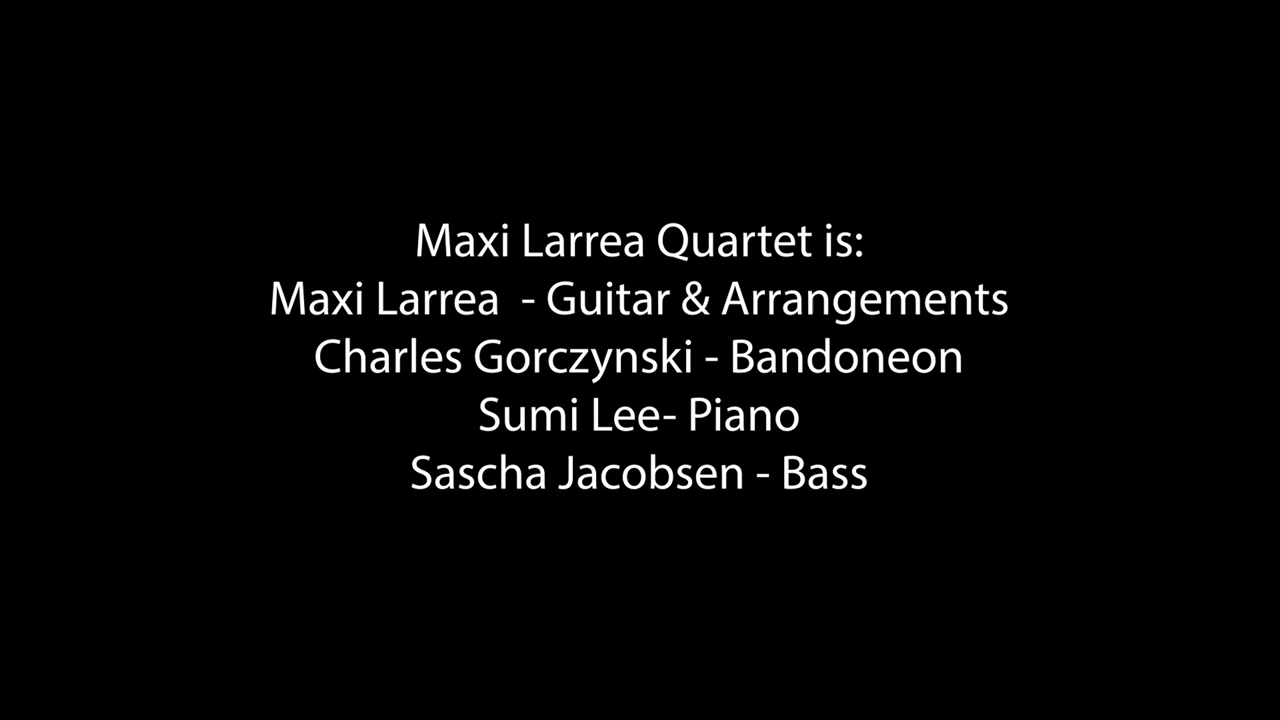 Maxi Larrea Quartet is:
Maxi Larrea  - Guitar & Arrangements
Charles Gorczynski - Bandoneon
Sumi Lee- Piano
Sascha Jacobsen - Bass